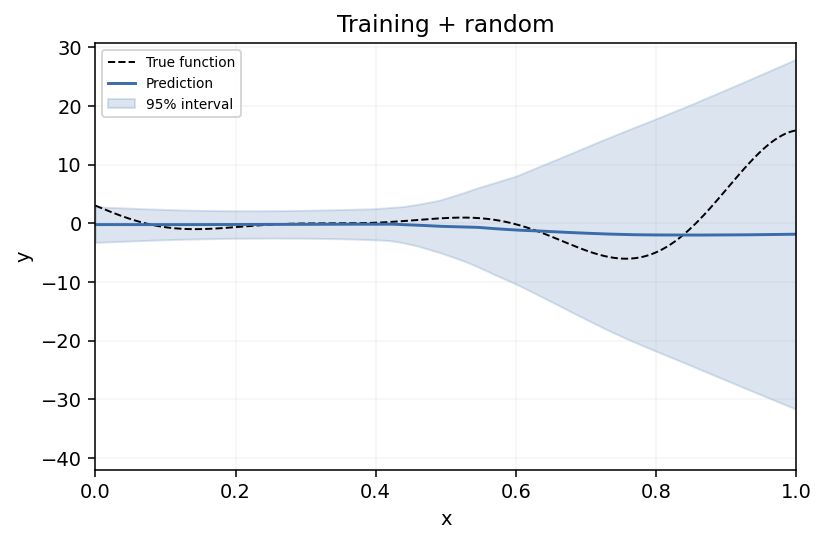 Training + random
True function
Prediction
95% interval
30
20
10
0
−10
−20
−30
−40
y
0.0 0.2 0.4 0.6 0.8 1.0
x